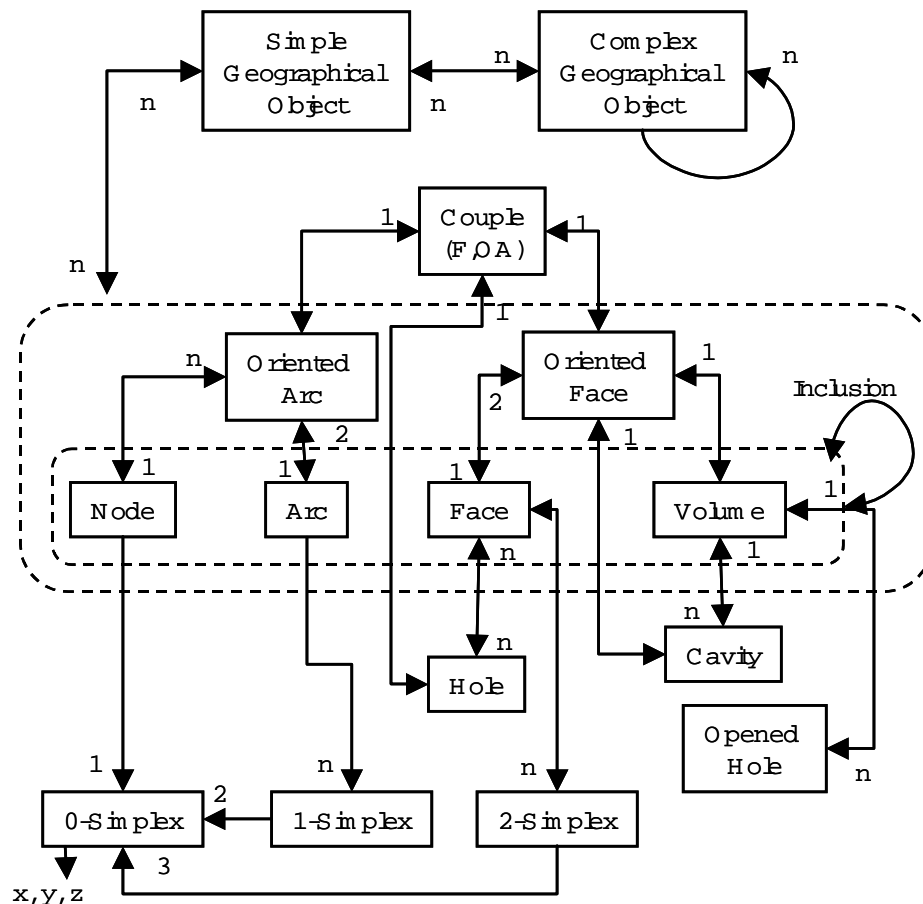 Simple
Geographical
Object
Complex
Geographical
Object
n
n
n
n
n
Couple
(F,OA)
1
1
1
Oriented
Arc
Oriented
Face
n
2
2
1
1
Inclusion
1
1
1
1
Node
Arc
Face
Volume
n
1
n
n
Hole
Cavity
Opened
Hole
n
1
n
n
2
0-Simplex
1-Simplex
2-Simplex
3
x,y,z